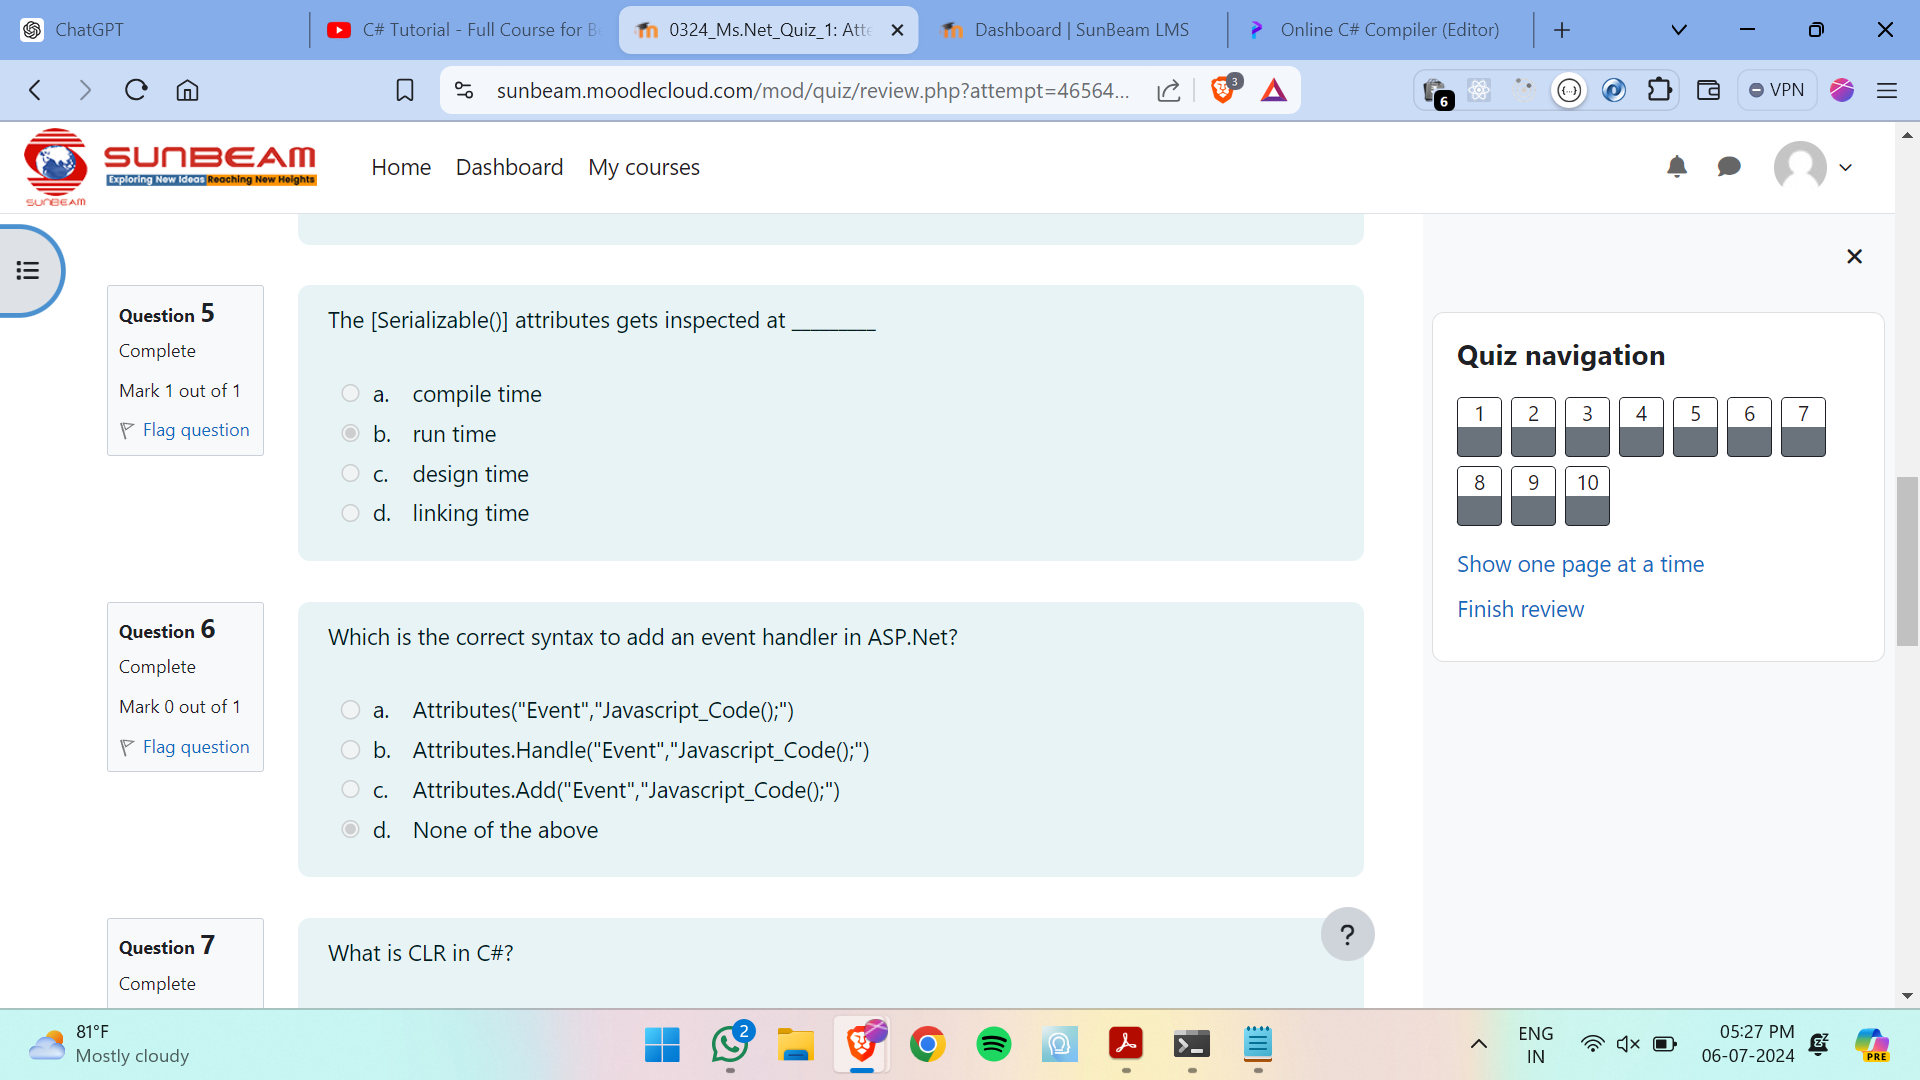 ChatGPT
C# Tutorial - Full Course for B
0324_Ms.Net_Quiz_1: Atte
Dashboard | SunBeam LMS
Online C# Compiler (Editor)
sunbeam.moodlecloud.com/mod/quiz/review.php?attempt=46564...
3
6
VPN
SUNBEAM
SUNBEAM
Exploring New Ideas Reaching New Heights
Home
Dashboard
My courses
Question 5
Complete
Mark 1 out of 1
Flag question
The [Serializable()] attributes gets inspected at ________
a. compile time
b. run time
c. design time
d. linking time
Question 6
Complete
Mark 0 out of 1
Flag question
Which is the correct syntax to add an event handler in ASP.Net?
a. Attributes("Event","Javascript_Code();")
b. Attributes.Handle("Event","Javascript_Code();")
c. Attributes.Add("Event","Javascript_Code();")
d. None of the above
Question 7
Complete
What is CLR in C#?
?
Quiz navigation
1 2 3 4 5 6 7
8 9 10
Show one page at a time
Finish review
81°F
Mostly cloudy
2
ENG
IN
05:27 PM
06-07-2024
PRE